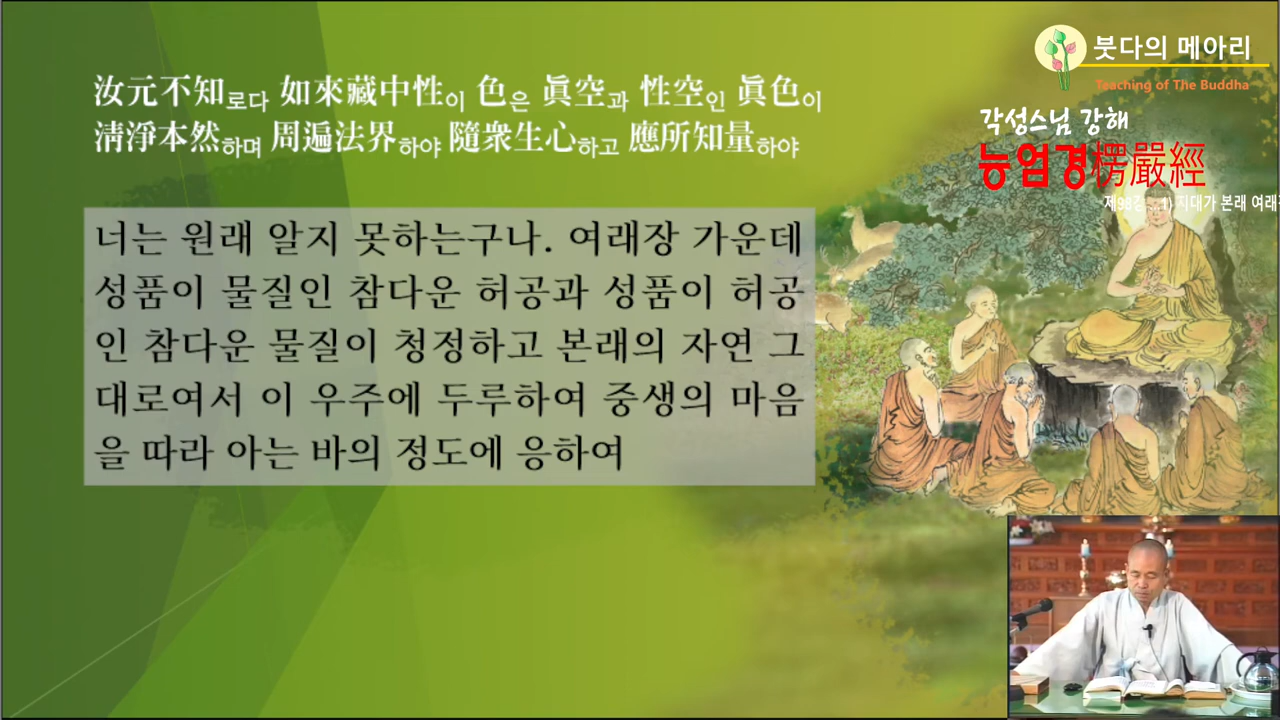 汝元不知로다 如來藏中性이 色은 眞空과 性空인 眞色이
淸淨本然하며 周遍法界하야 隨衆生心하고 應所知量하야
너는 원래 알지 못하는구나. 여래장 가운데
성품이 물질인 참다운 허공과 성품이 허공
인 참다운 물질이 청정하고 본래의 자연 그
대로여서 이 우주에 두루하여 중생의 마음
을 따라 아는 바의 정도에 응하여
붓다의 메아리
Teaching of The Buddha
각성스님 강해
능엄경楞嚴經
1) 지대가 본래 여래